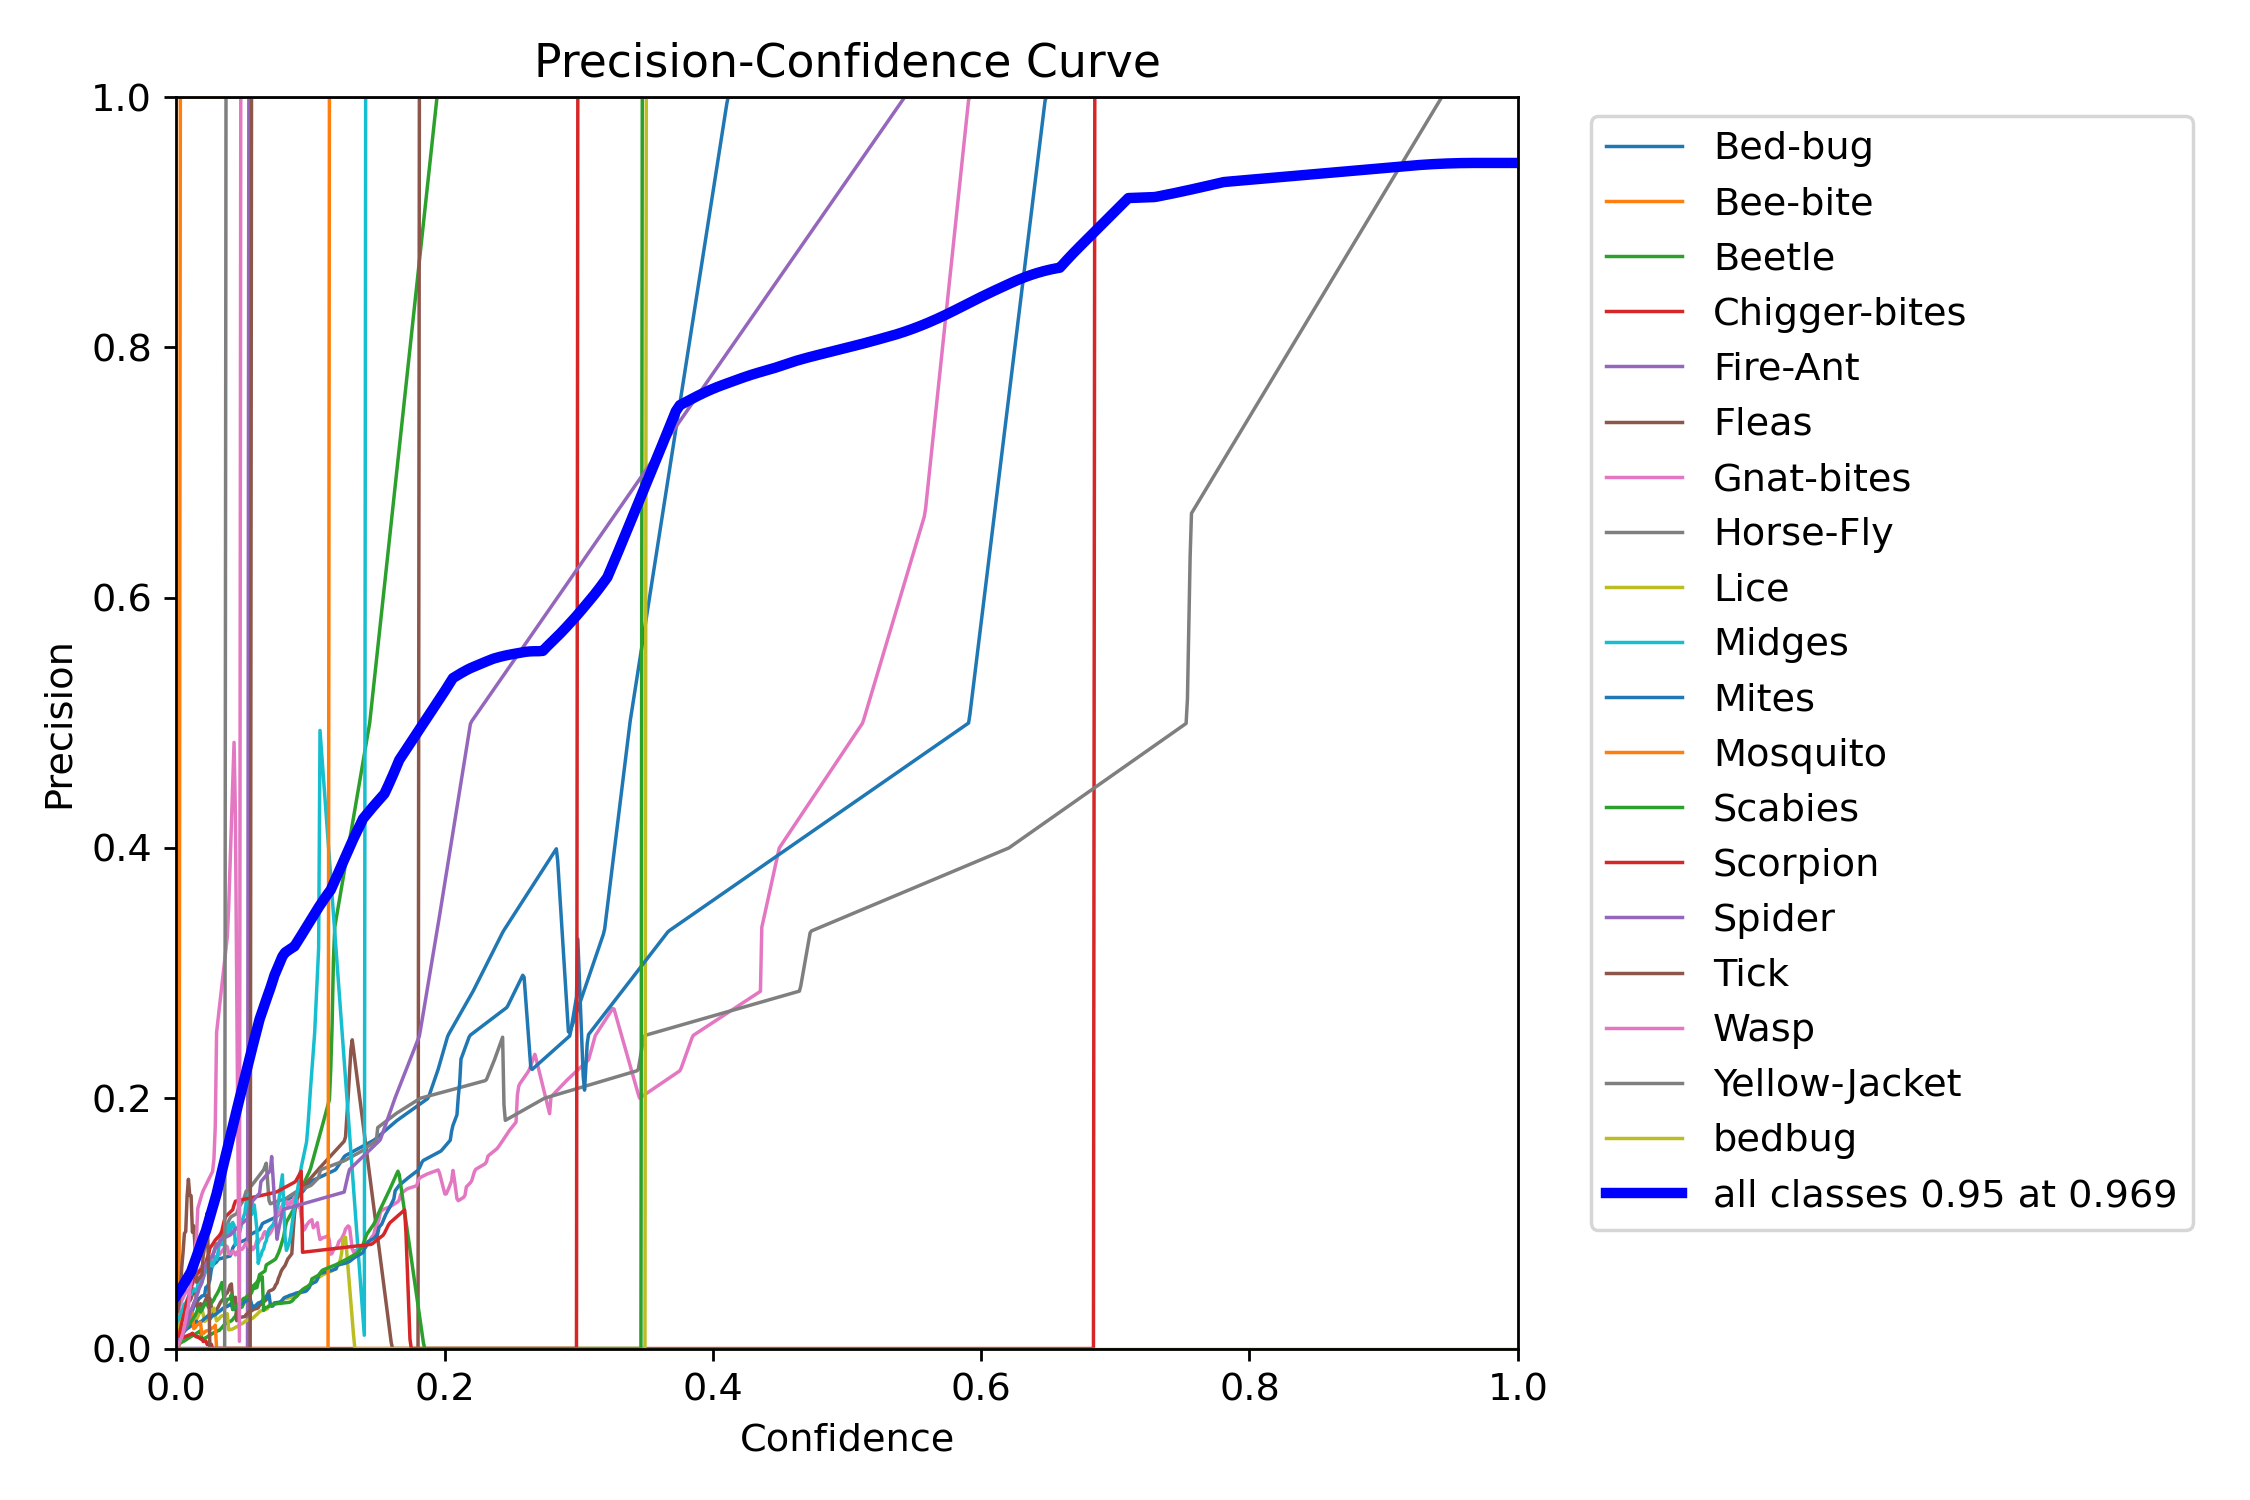 Precision-Confidence Curve
1.0
0.8
0.6
0.4
0.2
0.0
Precision
0.0 0.2 0.4 0.6 0.8 1.0
Confidence
Bed-bug
Bee-bite
Beetle
Chigger-bites
Fire-Ant
Fleas
Gnat-bites
Horse-Fly
Lice
Midges
Mites
Mosquito
Scabies
Scorpion
Spider
Tick
Wasp
Yellow-Jacket
bedbug
all classes 0.95 at 0.969